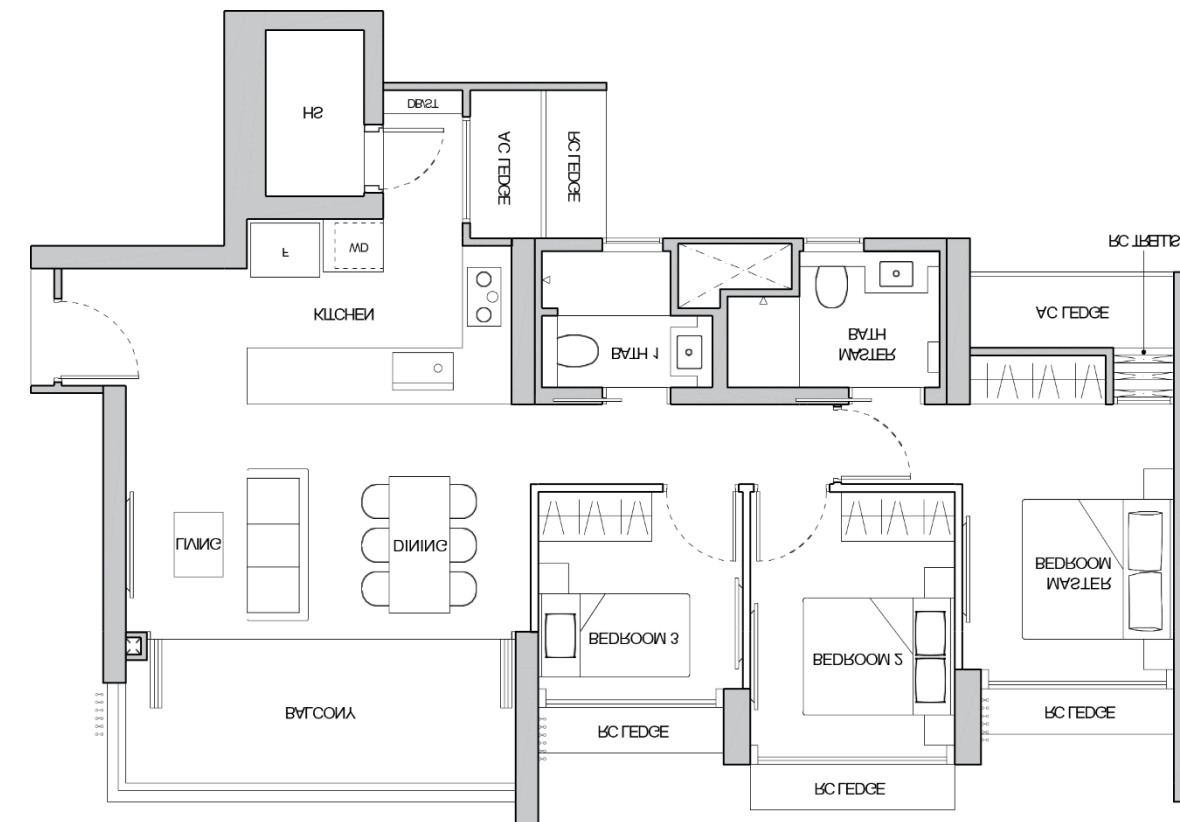 HS
DB/ST
AC LEDGE
RC LEDGE
RC TRELLIS
F
WD
KITCHEN
AC LEDGE
BATH 1
MASTER
BATH
LIVING
DINING
MASTER
BEDROOM
BEDROOM 3
BEDROOM 2
BALCONY
RC LEDGE
RC LEDGE
RC LEDGE